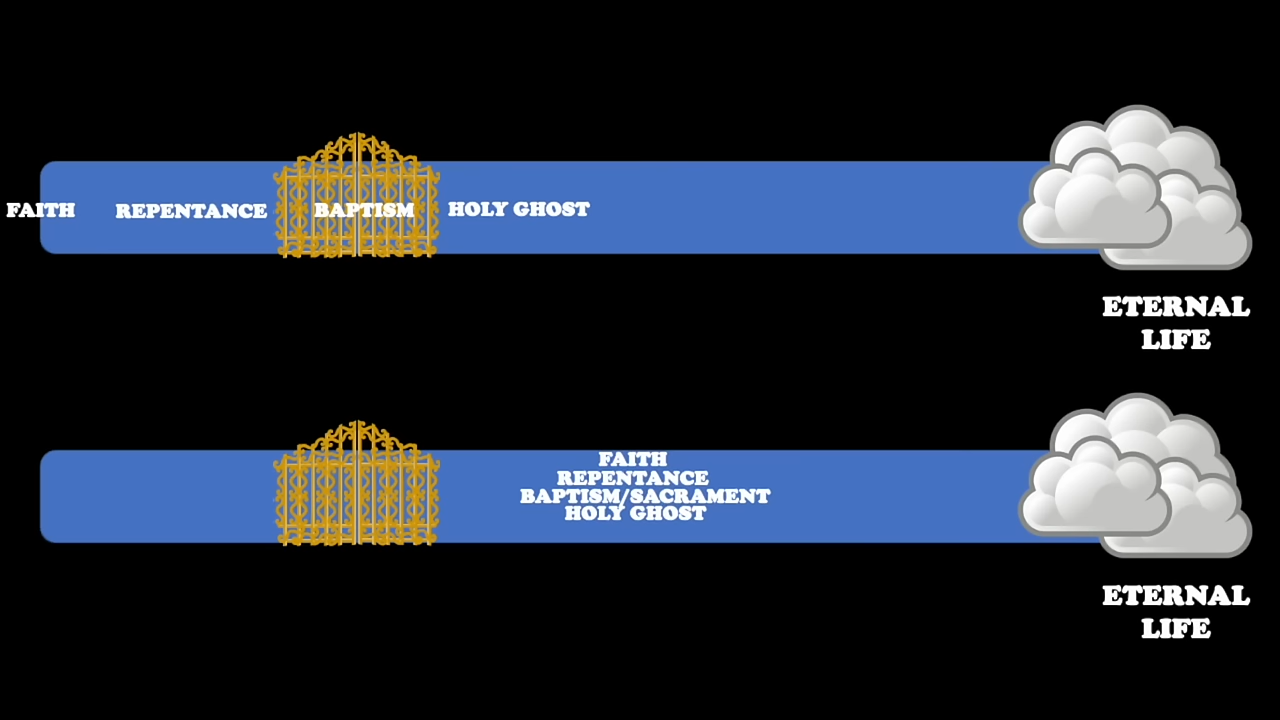 FAITH REPENTANCE BAPTISM HOLY GHOST
ETERNAL
LIFE
FAITH
REPENTANCE
BAPTISM/SACRAMENT
HOLY GHOST
ETERNAL
LIFE